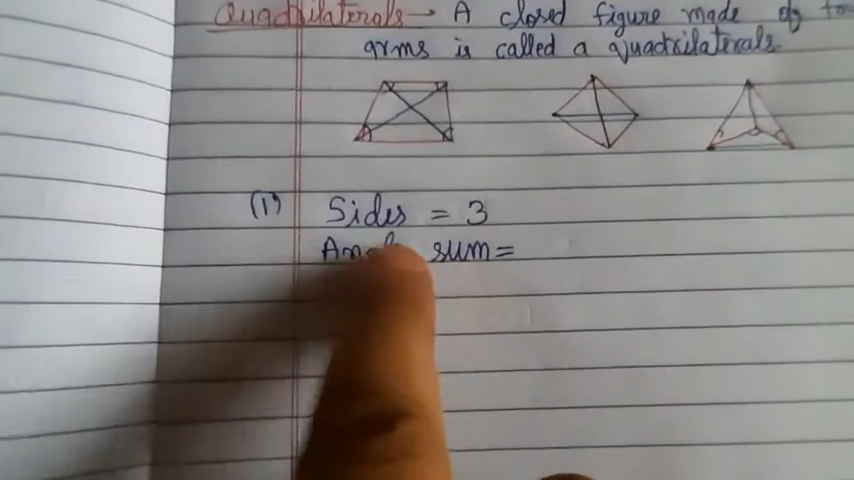 Quadrilaterals → A closed figure made of
arms is called a quadrilaterals.
(1) Sides = 3
sum=